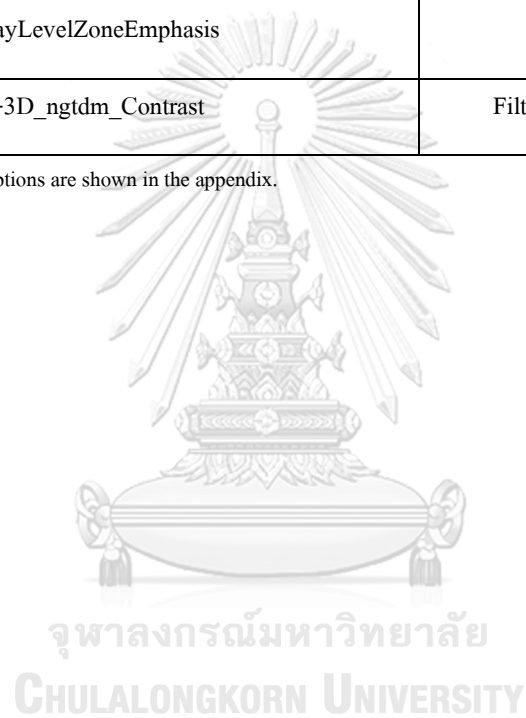 ayLevelZoneEmphasis
-3D_ngtdm_Contrast Filt
ptions are shown in the appendix.
จุฬาลงกรณ์มหาวิทยาลัย
CHULALONGKORN UNIVERSITY